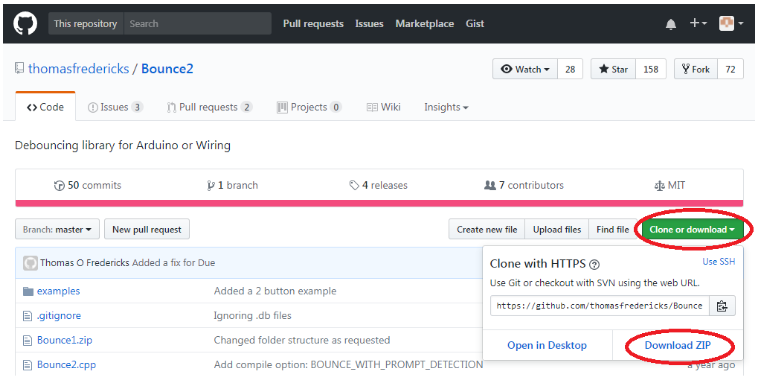 This repository Search Pull requests Issues Marketplace Gist
thomasfredericks / Bounce2 Watch 28 Star 158 Fork 72
Code Issues 3 Pull requests 2 Projects 0 Wiki Insights
Debouncing library for Arduino or Wiring
50 commits 1 branch 4 releases 7 contributors MIT
Branch: master New pull request Create new file Upload files Find file Clone or download
Thomas O Fredericks Added a fix for Due
Clone with HTTPS Use SSH
Use Git or checkout with SVN using the web URL.
https://github.com/thomasfredericks/Bounce
Open in Desktop Download ZIP
examples Added a 2 button example
.gitignore Ignoring .db files
Bounce1.zip Changed folder structure as requested
Bounce2.cpp Add compile option: BOUNCE_WITH_PROMPT_DETECTION a year ago